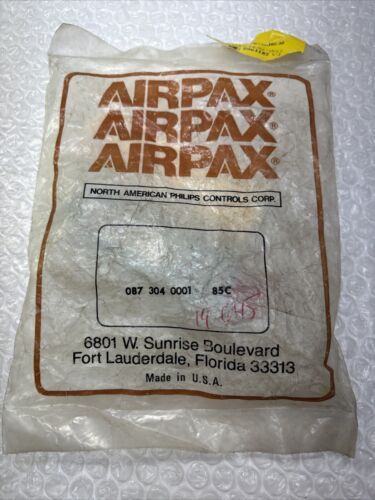 AIRPAX®
AIRPAX®
AIRPAX®
NORTH AMERICAN PHILIPS CONTROLS CORP.
087 304 0001 85C
6801 W. Sunrise Boulevard
Fort Lauderdale, Florida 33313
Made in U.S.A.